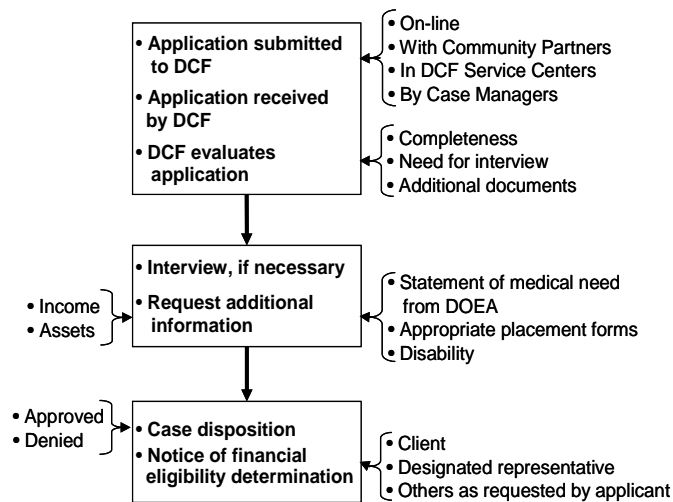 • Application submitted
to DCF
• Application received
by DCF
• DCF evaluates
application
• On-line
• With Community Partners
• In DCF Service Centers
• By Case Managers
• Completeness
• Need for interview
• Additional documents
• Interview, if necessary
• Request additional
information
• Income
• Assets
• Statement of medical need
from DOEA
• Appropriate placement forms
• Disability
• Approved
• Denied
• Case disposition
• Notice of financial
eligibility determination
• Client
• Designated representative
• Others as requested by applicant